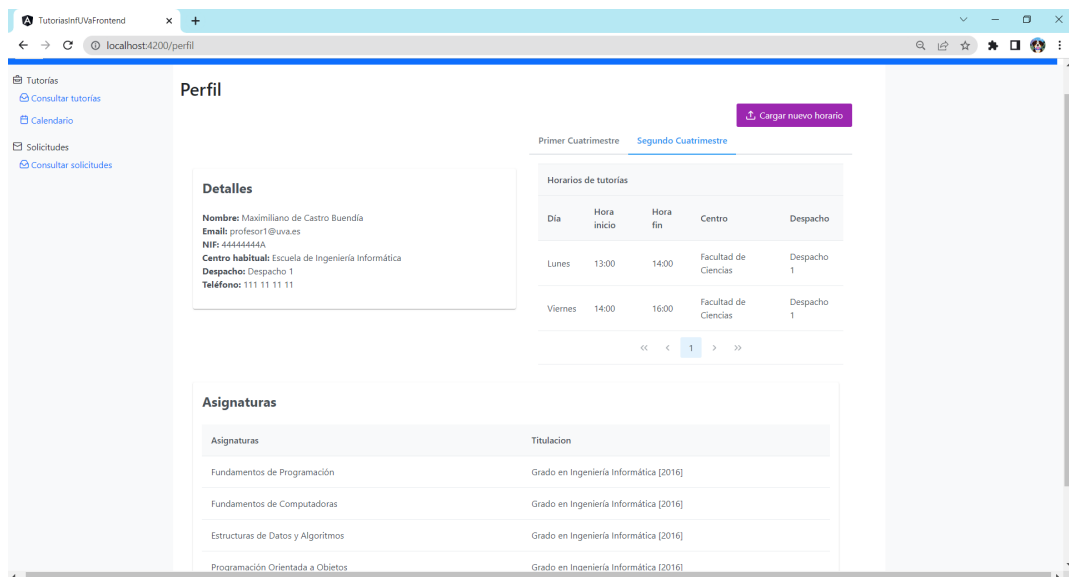 TutoriasInfUVaFrontend
localhost:4200/perfil
Tutorías
Consultar tutorías
Calendario
Solicitudes
Consultar solicitudes
Perfil
Cargar nuevo horario
Primer Cuatrimestre Segundo Cuatrimestre
Detalles
Nombre: Maximiliano de Castro Buendía
Email: profesor1@uva.es
NIF: 44444444A
Centro habitual: Escuela de Ingeniería Informática
Despacho: Despacho 1
Teléfono: 111 11 11 11
Horarios de tutorías
Día Hora inicio Hora fin Centro Despacho
Lunes 13:00 14:00 Facultad de Ciencias Despacho 1
Viernes 14:00 16:00 Facultad de Ciencias Despacho 1
<< < 1 > >>
Asignaturas
Asignaturas Titulacion
Fundamentos de Programación Grado en Ingeniería Informática [2016]
Fundamentos de Computadoras Grado en Ingeniería Informática [2016]
Estructuras de Datos y Algoritmos Grado en Ingeniería Informática [2016]
Programación Orientada a Objetos Grado en Ingeniería Informática [2016]